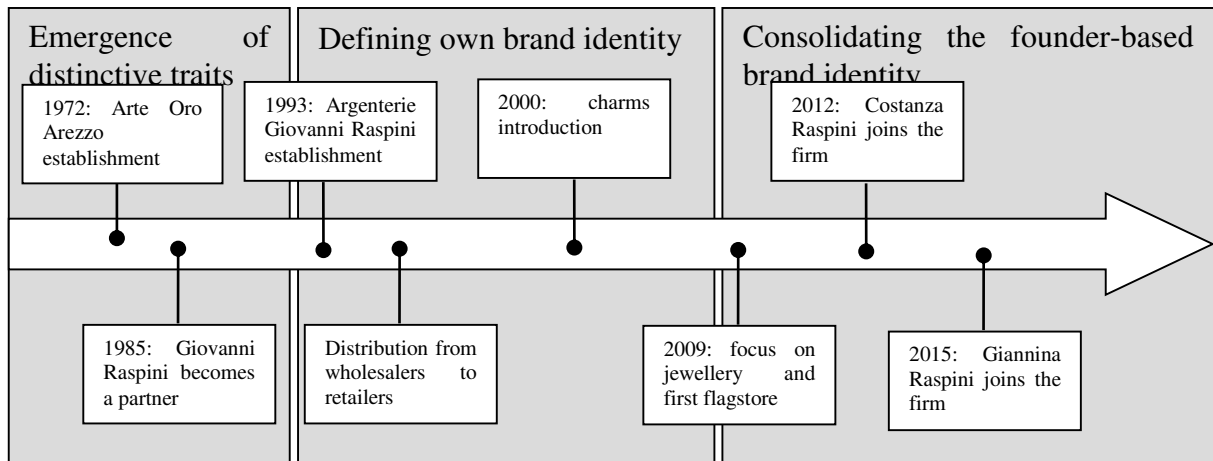 Emergence of
distinctive traits
Defining own brand identity
Consolidating the founder-based
brand identity
1972: Arte Oro
Arezzo
establishment
1993: Argenterie
Giovanni Raspini
establishment
2000: charms
introduction
2012: Costanza
Raspini joins the
firm
1985: Giovanni
Raspini becomes
a partner
Distribution from
wholesalers to
retailers
2009: focus on
jewellery and
first flagstore
2015: Giannina
Raspini joins the
firm